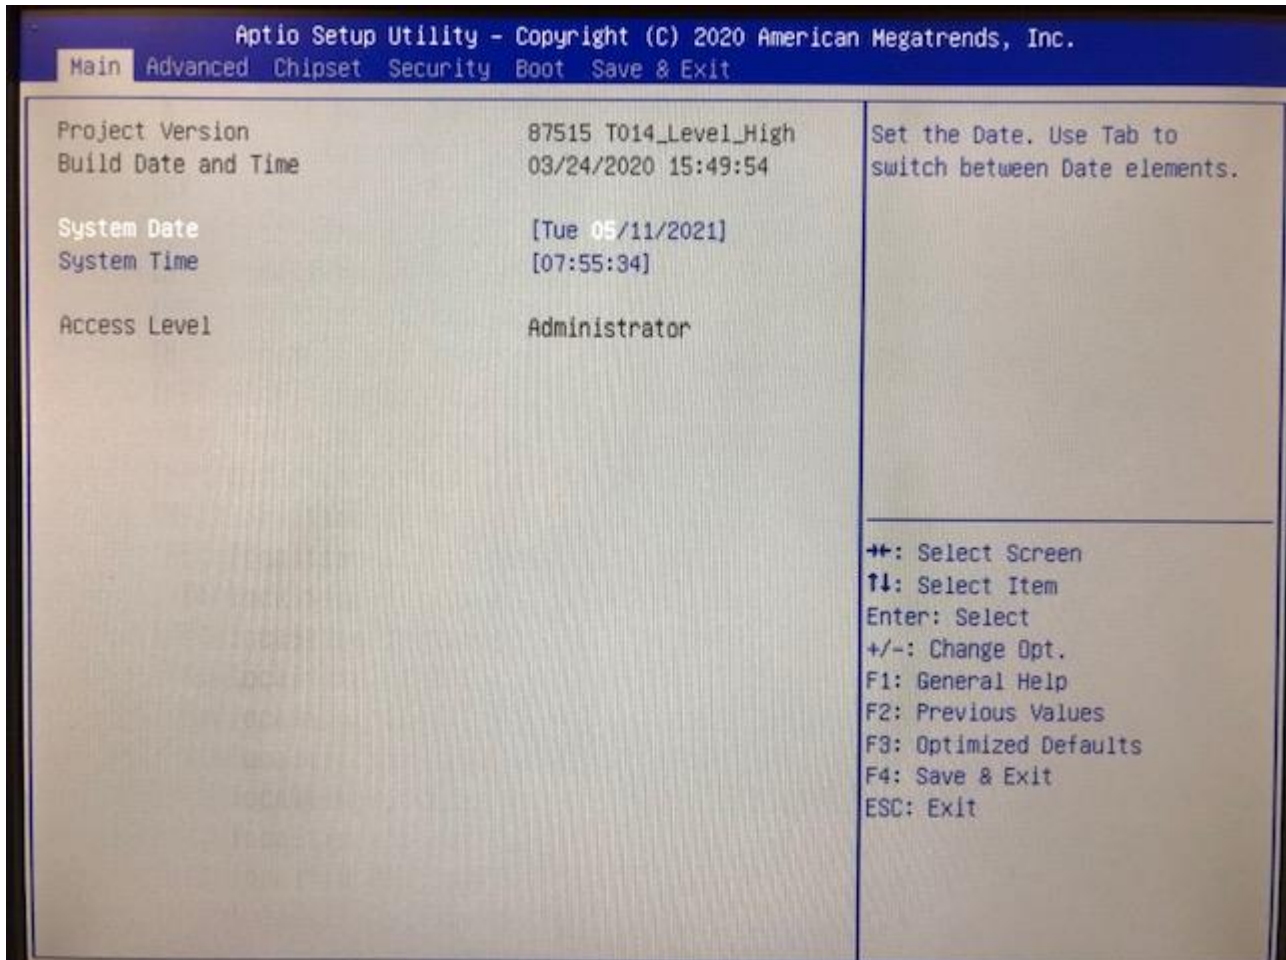 Aptio Setup Utility – Copyright (C) 2020 American Megatrends, Inc.
Main Advanced Chipset Security Boot Save & Exit
Project Version 87515 T014_Level_High
Build Date and Time 03/24/2020 15:49:54
System Date [Tue 05/11/2021]
System Time [07:55:34]
Access Level Administrator
Set the Date. Use Tab to
switch between Date elements.
→←: Select Screen
↑↓: Select Item
Enter: Select
+/-: Change Opt.
F1: General Help
F2: Previous Values
F3: Optimized Defaults
F4: Save & Exit
ESC: Exit